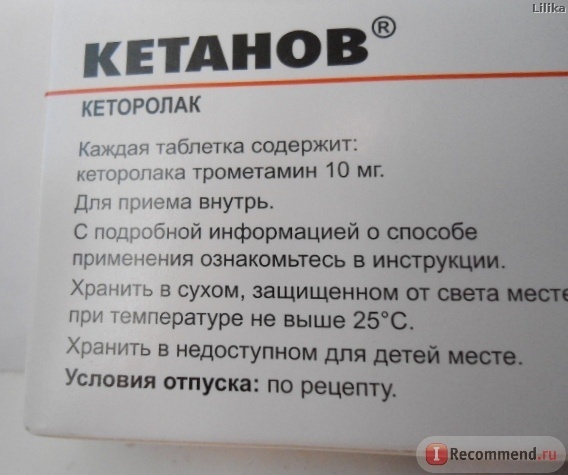 Lilika
КЕТАНОВ®
КЕТОРОЛАК
Каждая таблетка содержит:
кеторолака трометамин 10 мг.
Для приема внутрь.
С подробной информацией о способе
применения ознакомьтесь в инструкции.
Хранить в сухом, защищенном от света месте
при температуре не выше 25°С.
Хранить в недоступном для детей месте.
Условия отпуска: по рецепту.
I Recommend.ru